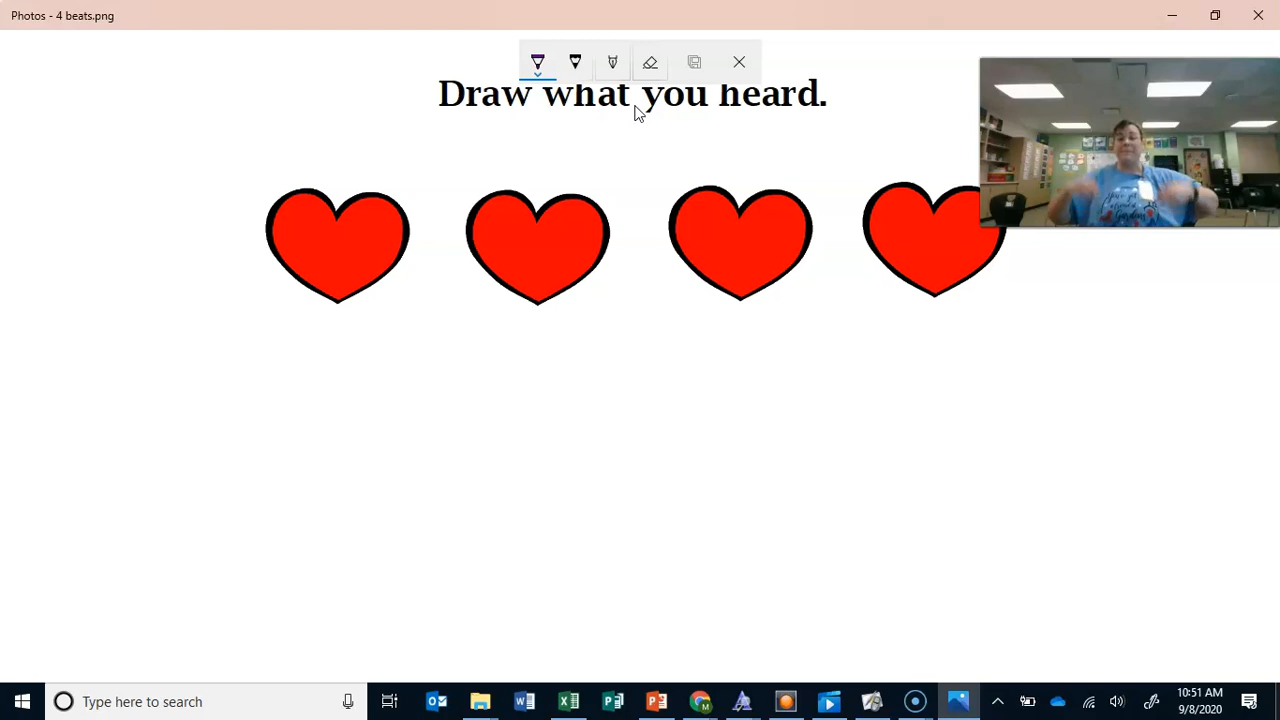 Photos - 4 beats.png
Draw what you heard.
Type here to search
10:51 AM
9/8/2020